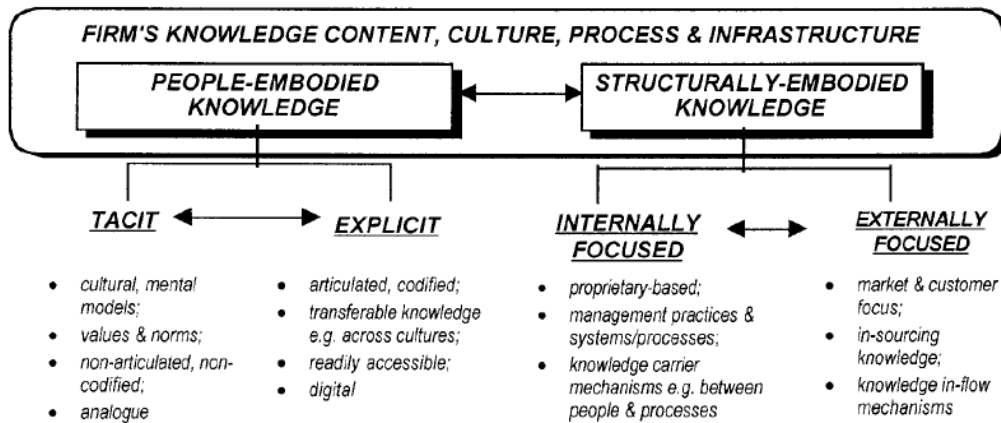 FIRM'S KNOWLEDGE CONTENT, CULTURE, PROCESS & INFRASTRUCTURE
PEOPLE-EMBODIED
KNOWLEDGE
STRUCTURALLY-EMBODIED
KNOWLEDGE
TACIT
• cultural, mental
models;
• values & norms;
• non-articulated, non-
codified;
• analogue
EXPLICIT
• articulated, codified;
• transferable knowledge
e.g. across cultures;
• readily accessible;
• digital
INTERNALLY
FOCUSED
• proprietary-based;
• management practices &
systems/processes;
• knowledge carrier
mechanisms e.g. between
people & processes
EXTERNALLY
FOCUSED
• market & customer
focus;
• in-sourcing
knowledge;
• knowledge in-flow
mechanisms